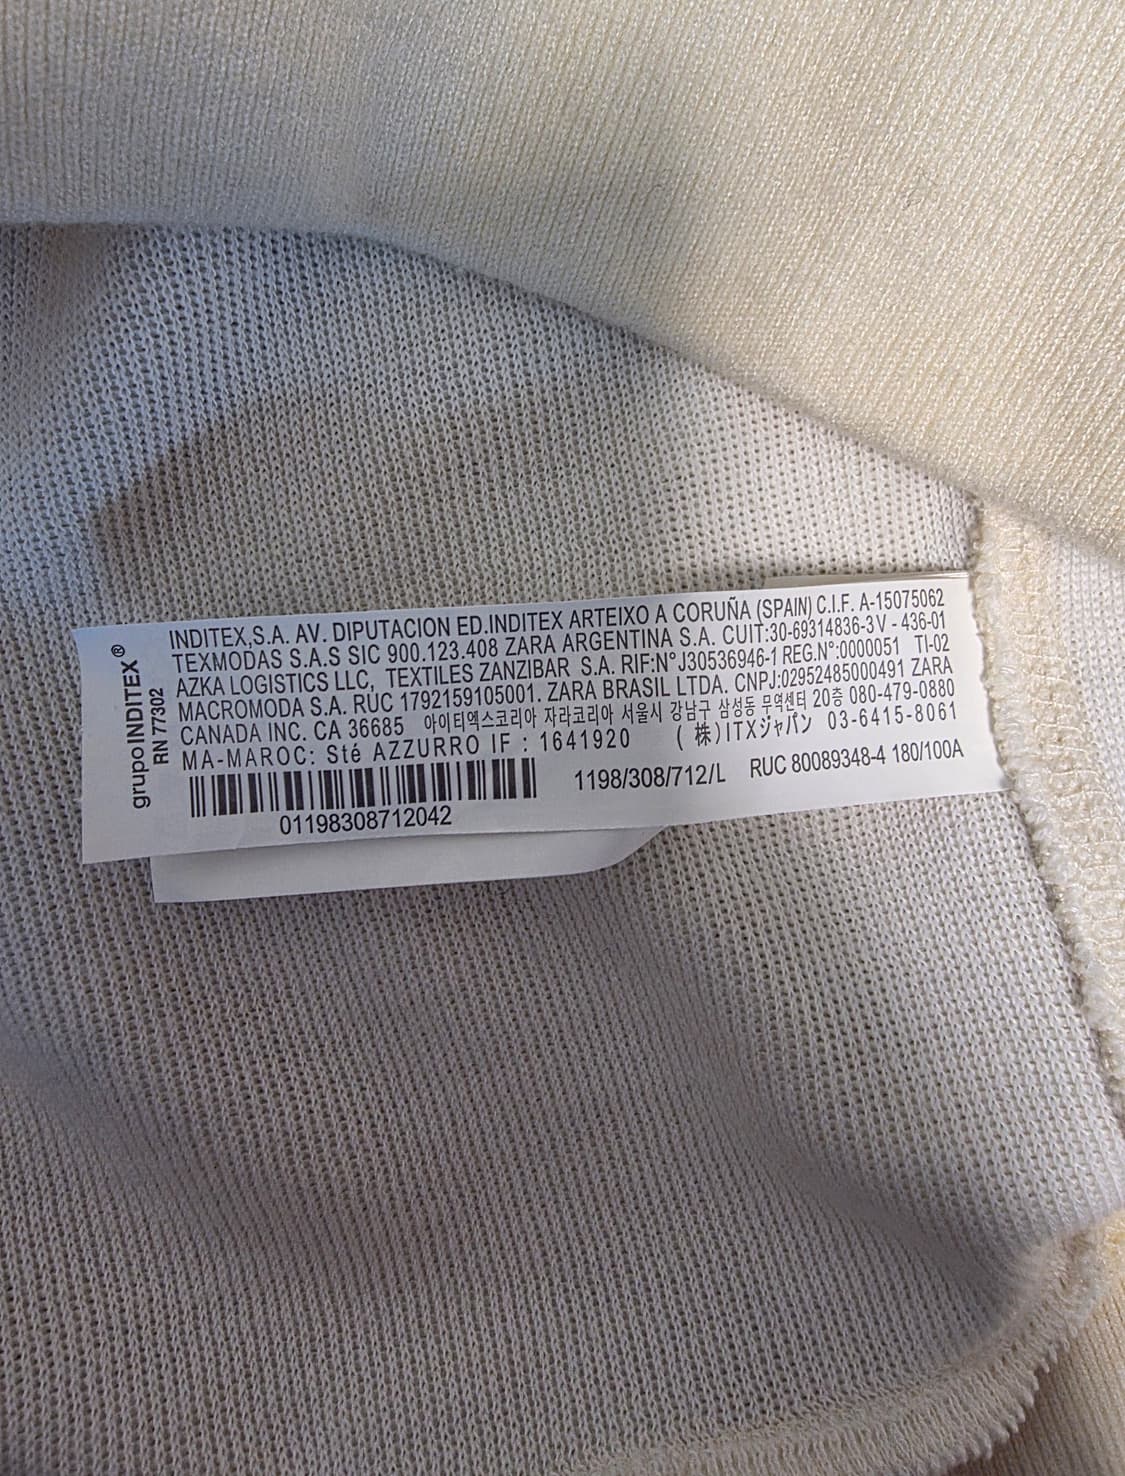 grupo INDITEX ®
RN 77302
INDITEX,S.A. AV. DIPUTACION ED.INDITEX ARTEIXO A CORUÑA (SPAIN) C.I.F. A-15075062
TEXMODAS S.A.S SIC 900.123.408 ZARA ARGENTINA S.A. CUIT:30-69314836-3 V - 436-01
AZKA LOGISTICS LLC, TEXTILES ZANZIBAR S.A. RIF:N°J30536946-1 REG.N°:0000051 TI-02
MACROMODA S.A. RUC 1792159105001. ZARA BRASIL LTDA. CNPJ:02952485000491 ZARA
CANADA INC. CA 36685 아이티엑스코리아 자라코리아 서울시 강남구 삼성동 무역센터 20층 080-479-0880
MA-MAROC: Sté AZZURRO IF : 1641920 (株)ITXジャパン 03-6415-8061
1198/308/712/L RUC 80089348-4 180/100A
01198308712042